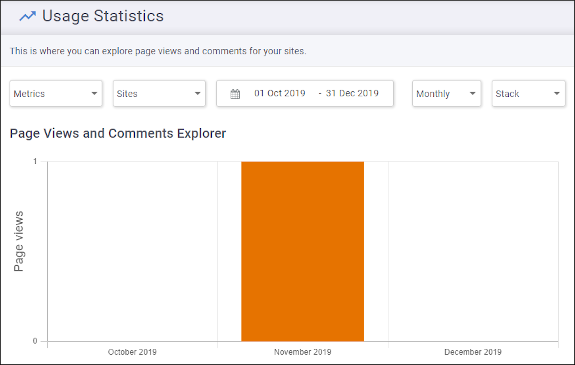 Usage Statistics
This is where you can explore page views and comments for your sites.
Metrics Sites 01 Oct 2019 - 31 Dec 2019 Monthly Stack
Page Views and Comments Explorer
1
Page views
0
October 2019 November 2019 December 2019